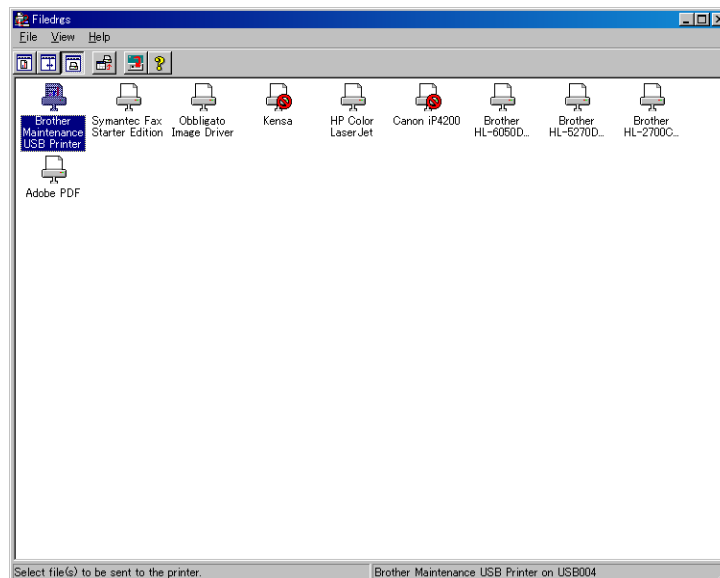 Filedrgs
File View Help
Brother Maintenance USB Printer
Symantec Fax Starter Edition
Obbligato Image Driver
Kensa
HP Color LaserJet
Canon iP4200
Brother HL-6050D...
Brother HL-5270D...
Brother HL-2700C...
Adobe PDF
Select file(s) to be sent to the printer.
Brother Maintenance USB Printer on USB004